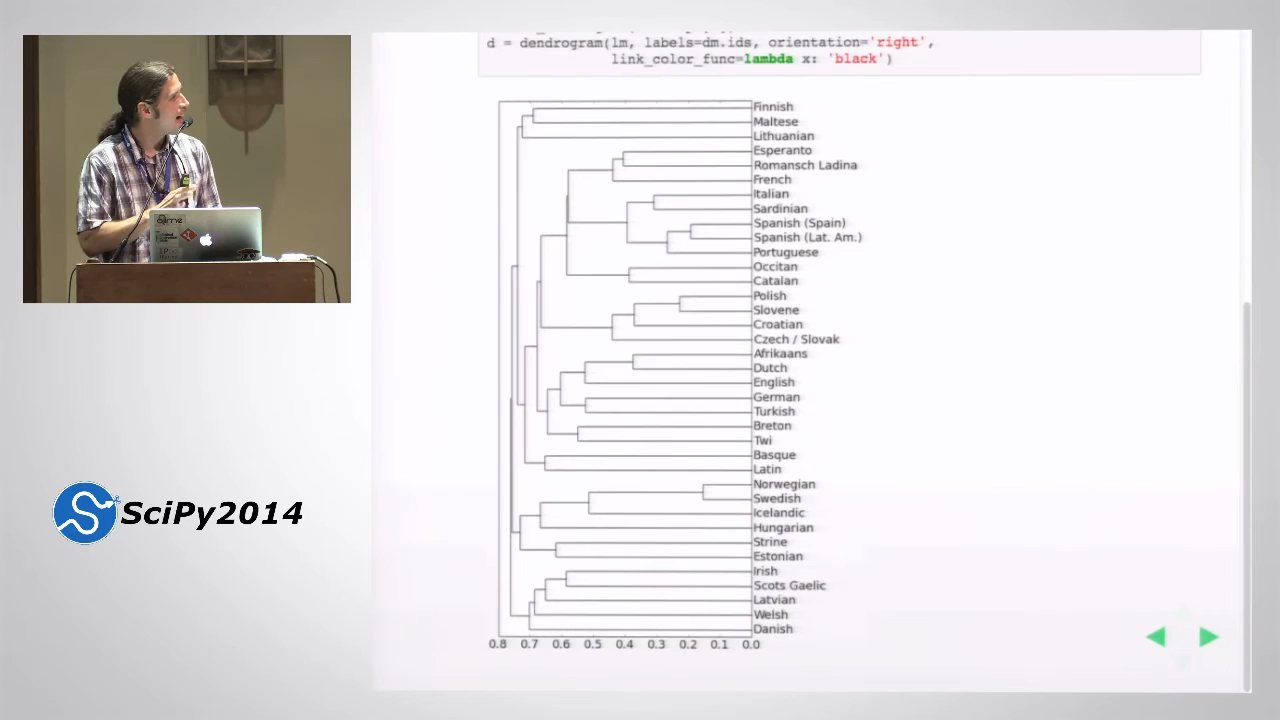 d = dendrogram(lm, labels=dm.ids, orientation='right',
link_color_func=lambda x: 'black')
Finnish
Maltese
Lithuanian
Esperanto
Romansch Ladina
French
Italian
Sardinian
Spanish (Spain)
Spanish (Lat. Am.)
Portuguese
Occitan
Catalan
Polish
Slovene
Croatian
Czech / Slovak
Afrikaans
Dutch
English
German
Turkish
Breton
Twi
Basque
Latin
Norwegian
Swedish
Icelandic
Hungarian
Strine
Estonian
Irish
Scots Gaelic
Latvian
Welsh
Danish
0.8 0.7 0.6 0.5 0.4 0.3 0.2 0.1 0.0
SciPy2014